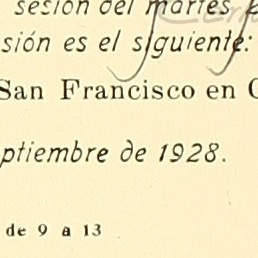 sesión del martes
sión es el siguiente:
San Francisco en
ptiembre de 1928.
de 9 a 13